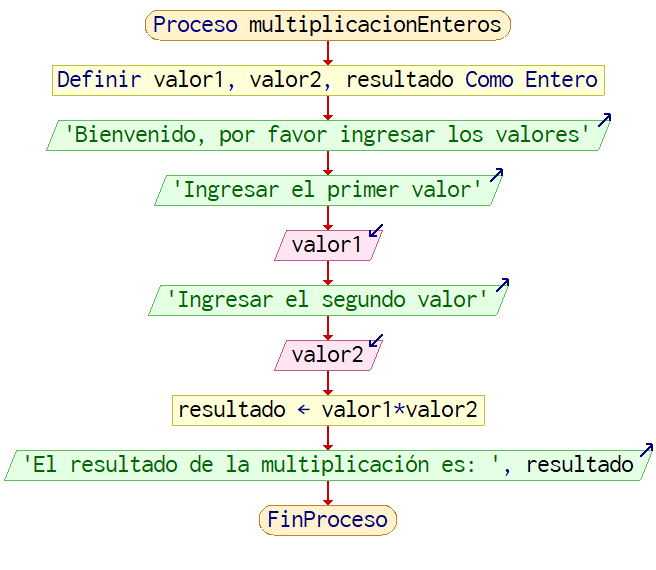 Proceso multiplicacionEnteros
Definir valor1, valor2, resultado Como Entero
'Bienvenido, por favor ingresar los valores'
'Ingresar el primer valor'
valor1
'Ingresar el segundo valor'
valor2
resultado ← valor1*valor2
'El resultado de la multiplicación es: ', resultado
FinProceso